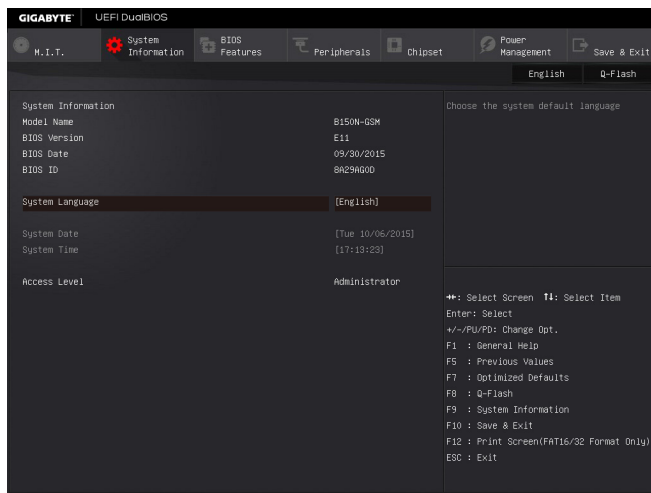 GIGABYTE™ UEFI DualBIOS
M.I.T. System Information BIOS Features Peripherals Chipset Power Management Save & Exit
English Q-Flash
System Information
Model Name B150N-GSM
BIOS Version E11
BIOS Date 09/30/2015
BIOS ID 8A29AG0D
System Language [English]
System Date [Tue 10/06/2015]
System Time [17:13:23]
Access Level Administrator
Choose the system default language
→←: Select Screen ↑↓: Select Item
Enter: Select
+/-/PU/PD: Change Opt.
F1 : General Help
F5 : Previous Values
F7 : Optimized Defaults
F8 : Q-Flash
F9 : System Information
F10 : Save & Exit
F12 : Print Screen(FAT16/32 Format Only)
ESC : Exit